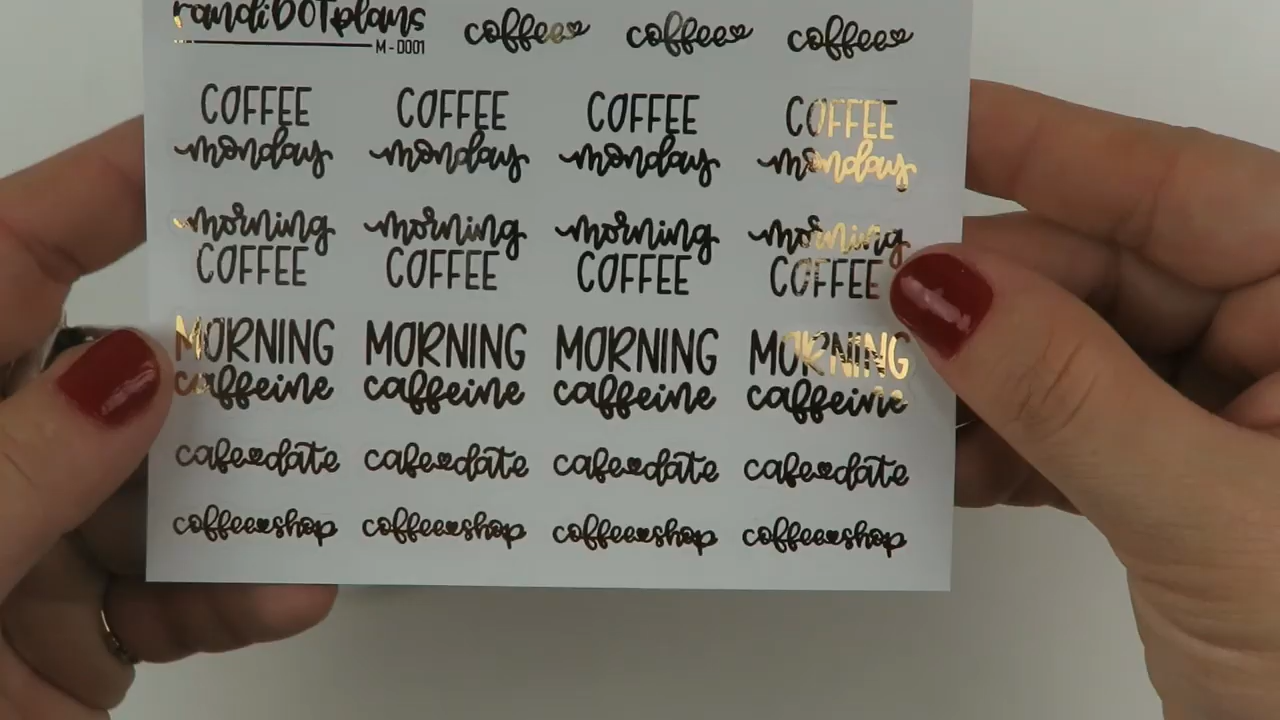 randiDOTplans coffee coffee coffee
M-0001
COFFEE COFFEE COFFEE COFFEE
monday monday monday monday
morning morning morning morning
COFFEE COFFEE COFFEE COFFEE
MORNING MORNING MORNING MORNING
caffeine caffeine caffeine caffeine
cafe date cafe date cafe date cafe date
coffee shop coffee shop coffee shop coffee shop